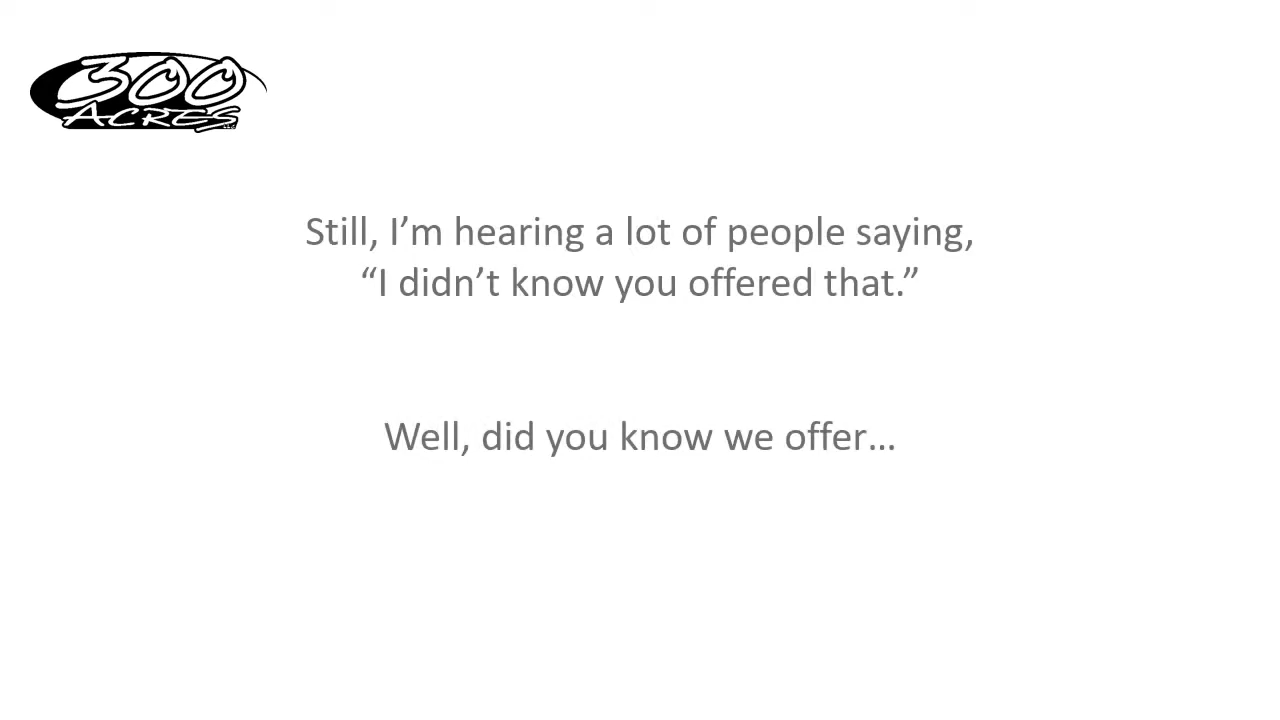 300
ACRES
Still, I’m hearing a lot of people saying,
“I didn’t know you offered that.”
Well, did you know we offer…